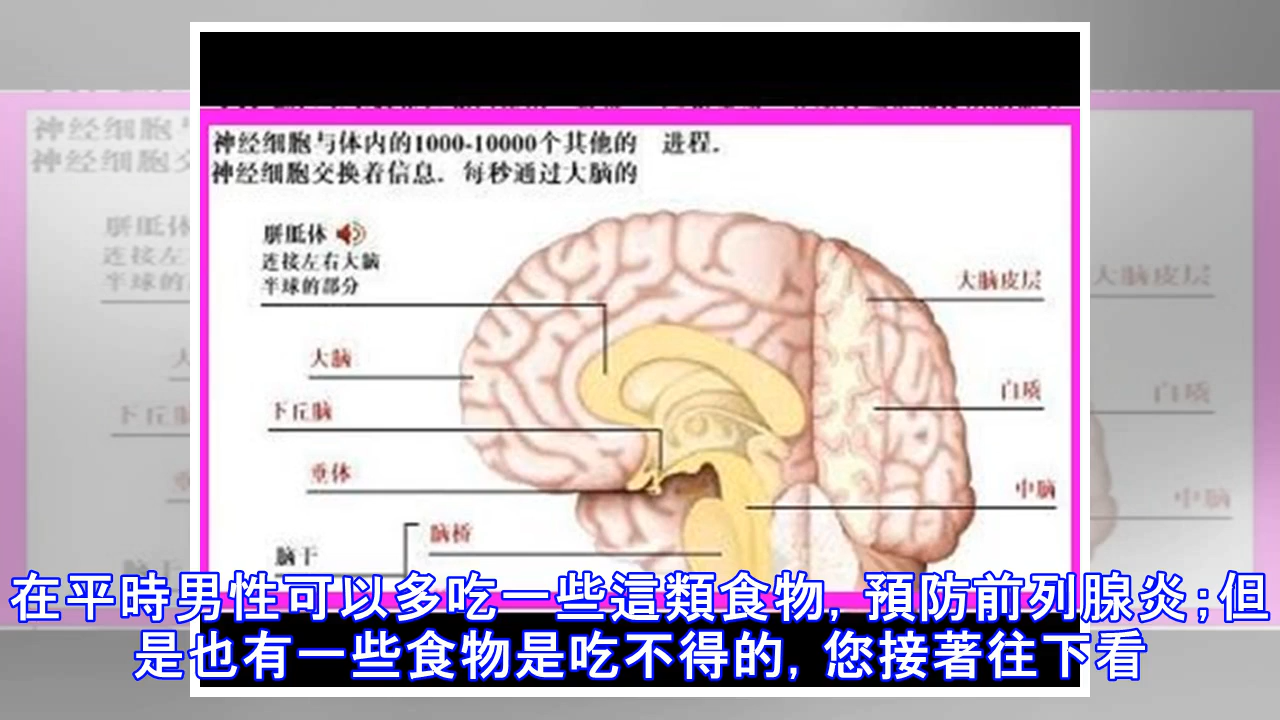 神经细胞与体内的1000-10000个其他的 进程.
神经细胞交换着信息. 每秒通过大脑的
胼胝体
连接左右大脑
半球的部分
大脑皮层
大脑
白质
下丘脑
垂体
中脑
脑桥
脑干
在平時男性可以多吃一些這類食物,預防前列腺炎;但
是也有一些食物是吃不得的,您接著往下看